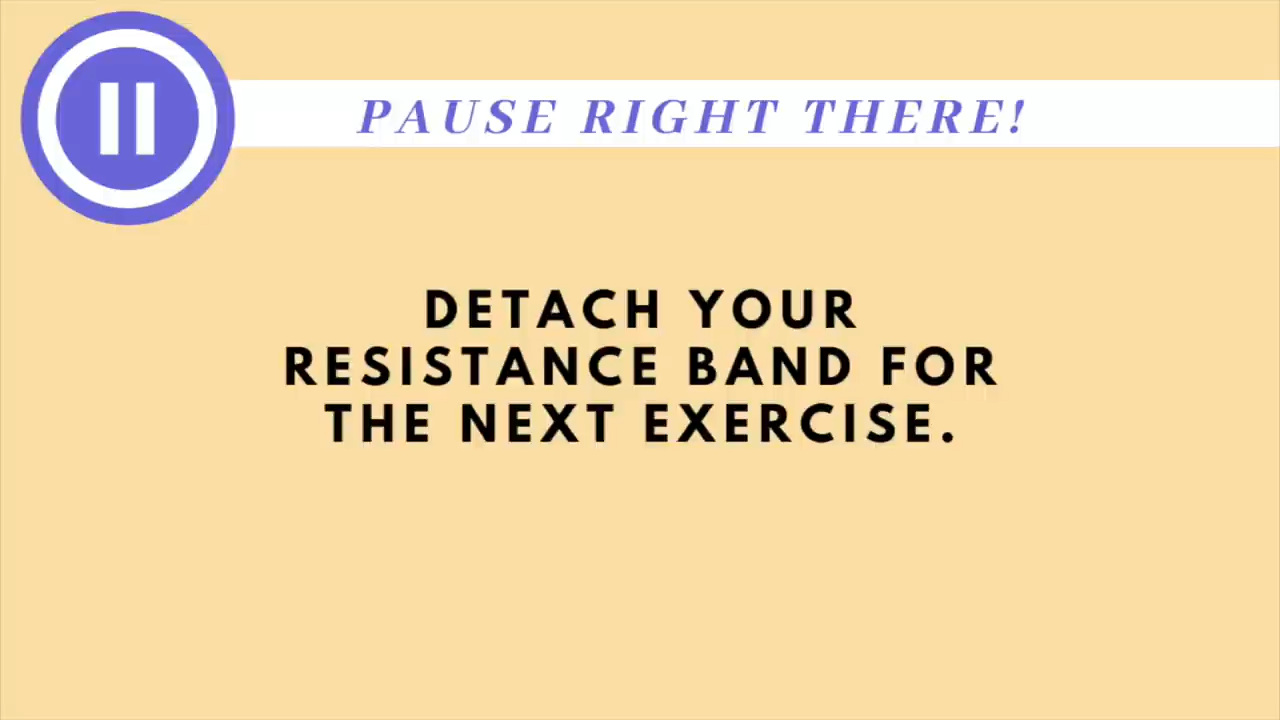 PAUSE RIGHT THERE!
DETACH YOUR
RESISTANCE BAND FOR
THE NEXT EXERCISE.